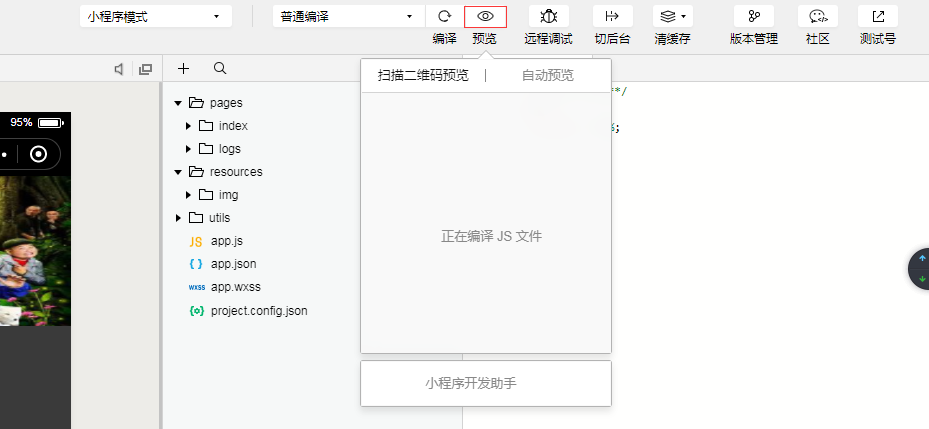 小程序模式
普通编译
编译
预览
远程调试
切后台
清缓存
版本管理
社区
测试号
扫描二维码预览
自动预览
95%
pages
index
logs
resources
img
utils
JS app.js
{ } app.json
wxss app.wxss
{o} project.config.json
**/
%;
正在编译 JS 文件
小程序开发助手